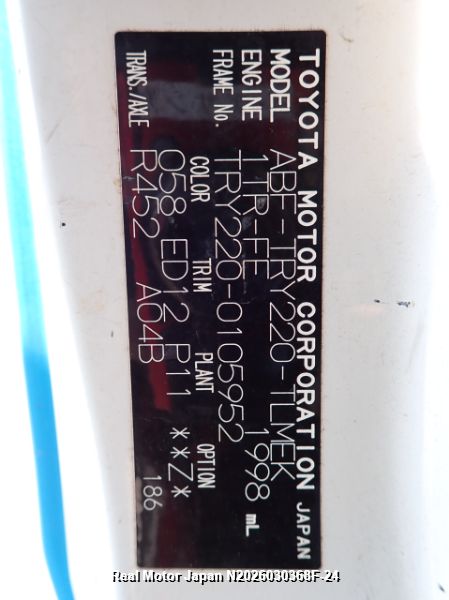 TOYOTA MOTOR CORPORATION JAPAN
MODEL ABF-TRY220-TLMEK
ENGINE 1TR-FE 1998 mL
FRAME No. TRY220-0105952
COLOR TRIM PLANT OPTION
058 ED12 P11 **Z*
TRANS./AXLE R452 A04B 186
Real Motor Japan N2026030368F-24